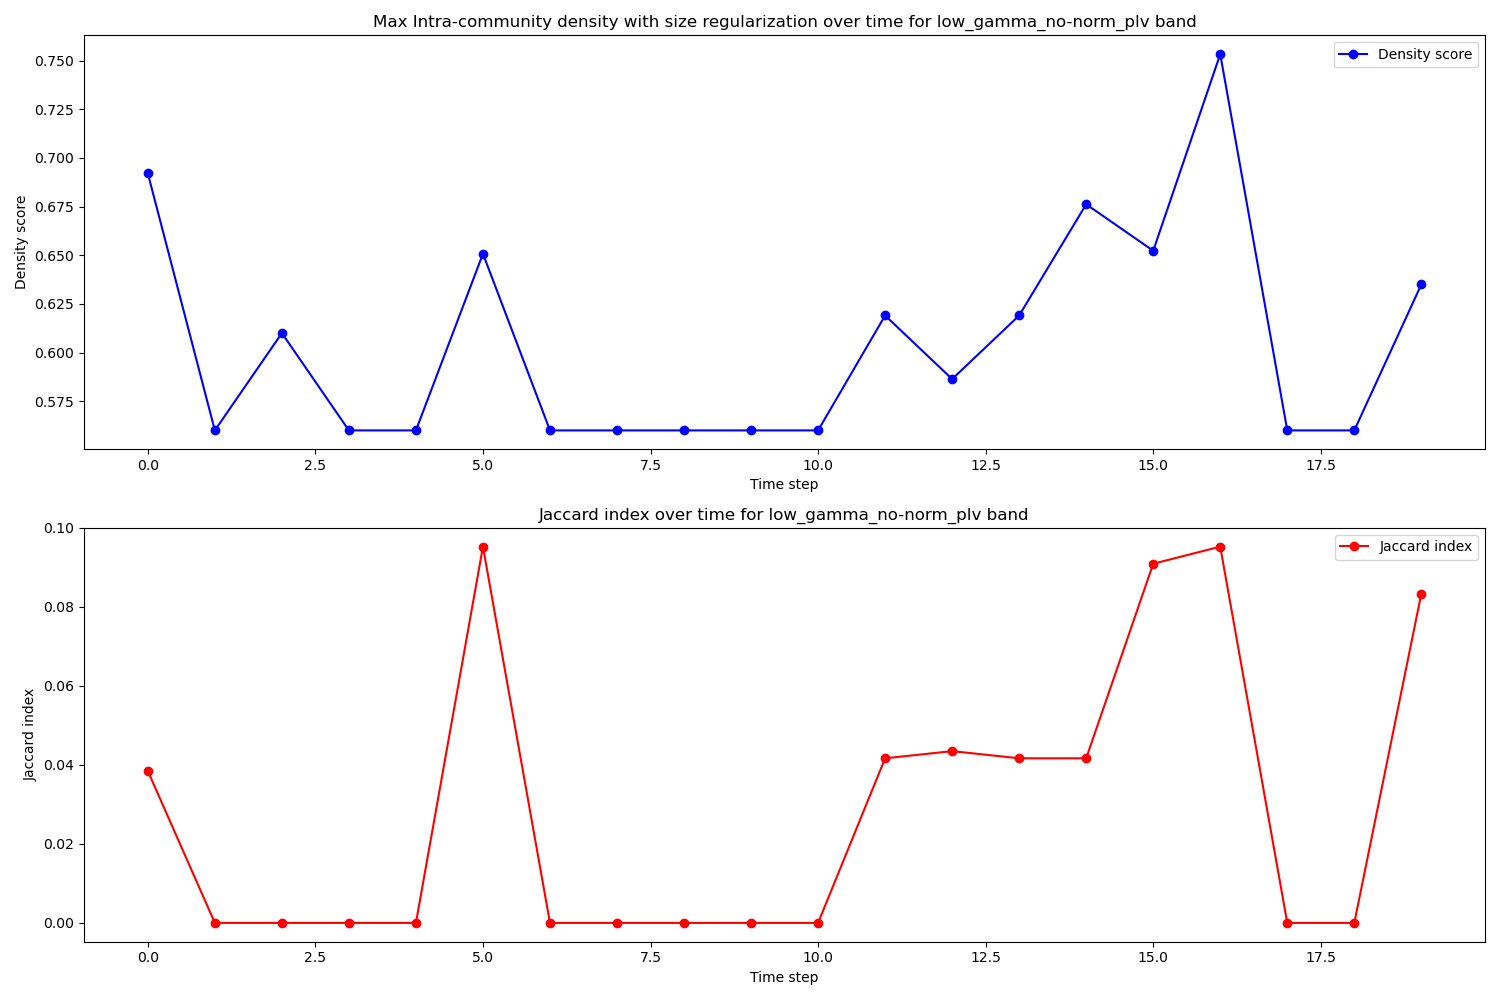 Max Intra-community density with size regularization over time for low_gamma_no-norm_plv band
Density score
0.750
0.725
0.700
0.675
0.650
0.625
0.600
0.575
Density score
0.0 2.5 5.0 7.5 10.0 12.5 15.0 17.5
Time step
Jaccard index over time for low_gamma_no-norm_plv band
Jaccard index
0.10
0.08
0.06
0.04
0.02
0.00
Jaccard index
0.0 2.5 5.0 7.5 10.0 12.5 15.0 17.5
Time step